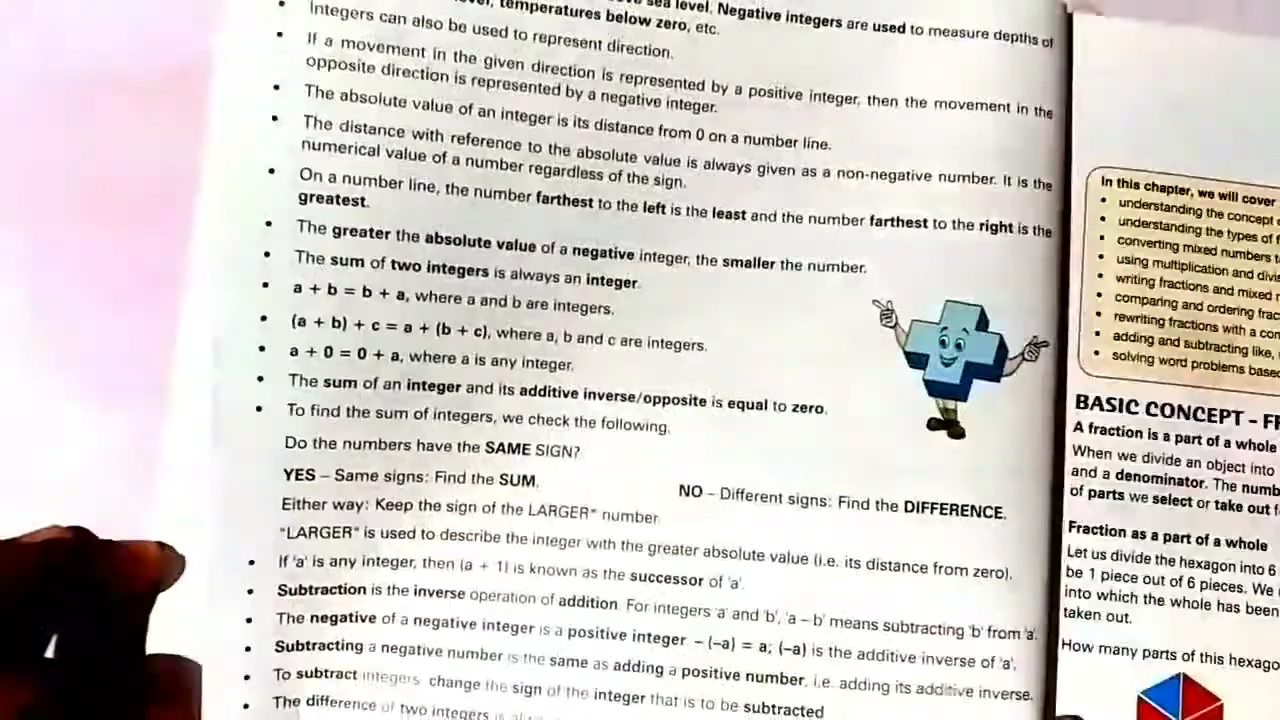 sea level. Negative integers are used to measure depths of
temperatures below zero, etc.
• Integers can also be used to represent direction.
• If a movement in the given direction is represented by a positive integer, then the movement in the
opposite direction is represented by a negative integer.
• The absolute value of an integer is its distance from 0 on a number line.
• The distance with reference to the absolute value is always given as a non-negative number. It is the
numerical value of a number regardless of the sign.
• On a number line, the number farthest to the left is the least and the number farthest to the right is the
greatest.
• The greater the absolute value of a negative integer, the smaller the number.
• The sum of two integers is always an integer.
• a + b = b + a, where a and b are integers.
• (a + b) + c = a + (b + c), where a, b and c are integers.
• a + 0 = 0 + a, where a is any integer.
• The sum of an integer and its additive inverse/opposite is equal to zero.
• To find the sum of integers, we check the following.
Do the numbers have the SAME SIGN?
YES – Same signs: Find the SUM.
NO – Different signs: Find the DIFFERENCE.
Either way: Keep the sign of the LARGER* number.
"LARGER" is used to describe the integer with the greater absolute value (i.e. its distance from zero).
• If 'a' is any integer, then (a + 1) is known as the successor of 'a'.
• Subtraction is the inverse operation of addition. For integers 'a' and 'b', 'a – b' means subtracting 'b' from 'a'.
• The negative of a negative integer is a positive integer – (–a) = a; (–a) is the additive inverse of 'a'.
• Subtracting a negative number is the same as adding a positive number, i.e. adding its additive inverse.
• To subtract integers change the sign of the integer that is to be subtracted
• The difference of two integers is
In this chapter, we will cover
• understanding the concept
• understanding the types of
• converting mixed numbers
• using multiplication and
• writing fractions and mixed
• comparing and ordering
• rewriting fractions with a
• adding and subtracting like,
• solving word problems
BASIC CONCEPT –
A fraction is a part of a whole
When we divide an object into
and a denominator. The
of parts we select or take out
Fraction as a part of a whole
Let us divide the hexagon into 6
be 1 piece out of 6 pieces. We
into which the whole has been
taken out.
How many parts of this